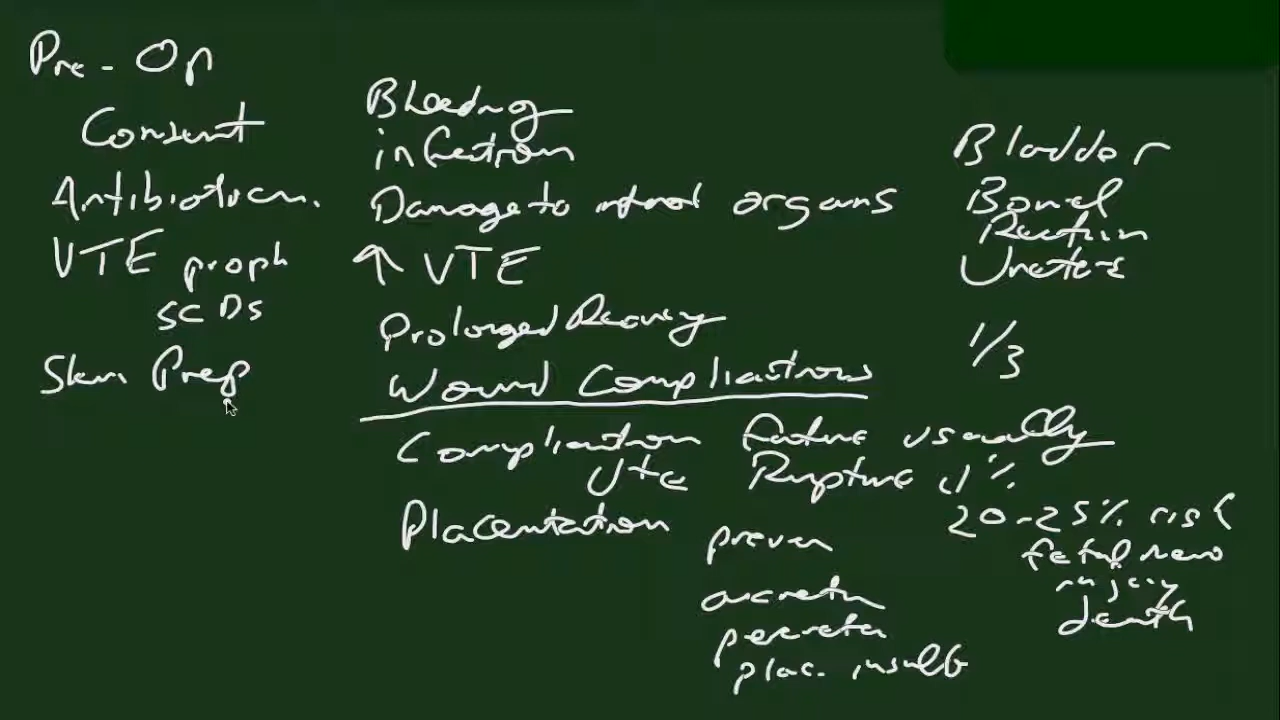 Pre-Op
Consent
Antibiotics.
VTE proph
SCDS
Skin Prep
Bleeding
infection
Damage to internal organs
↑ VTE
Prolonged Recovery
Wound Complications
Complication future usually
Ute Rupture <1%
Placentation
previa
accreta
percreta
plac. insuff
Bladder
Bowel
Rectum
Ureters
1/3
20-25% risk
fetal neuro
injury
death